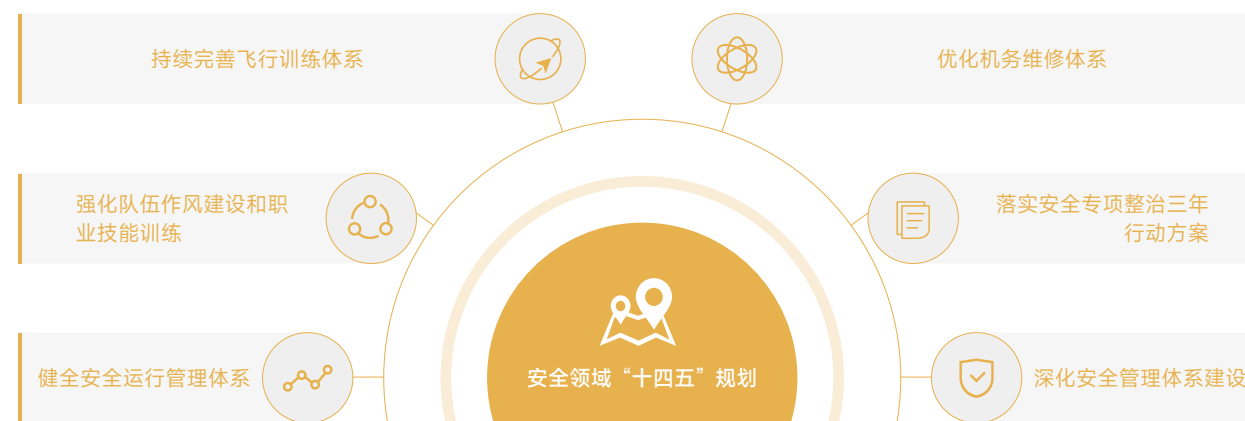 持续完善飞行训练体系
优化机务维修体系
强化队伍作风建设和职
业技能训练
落实安全专项整治三年
行动方案
健全安全运行管理体系
安全领域“十四五”规划
深化安全管理体系建设